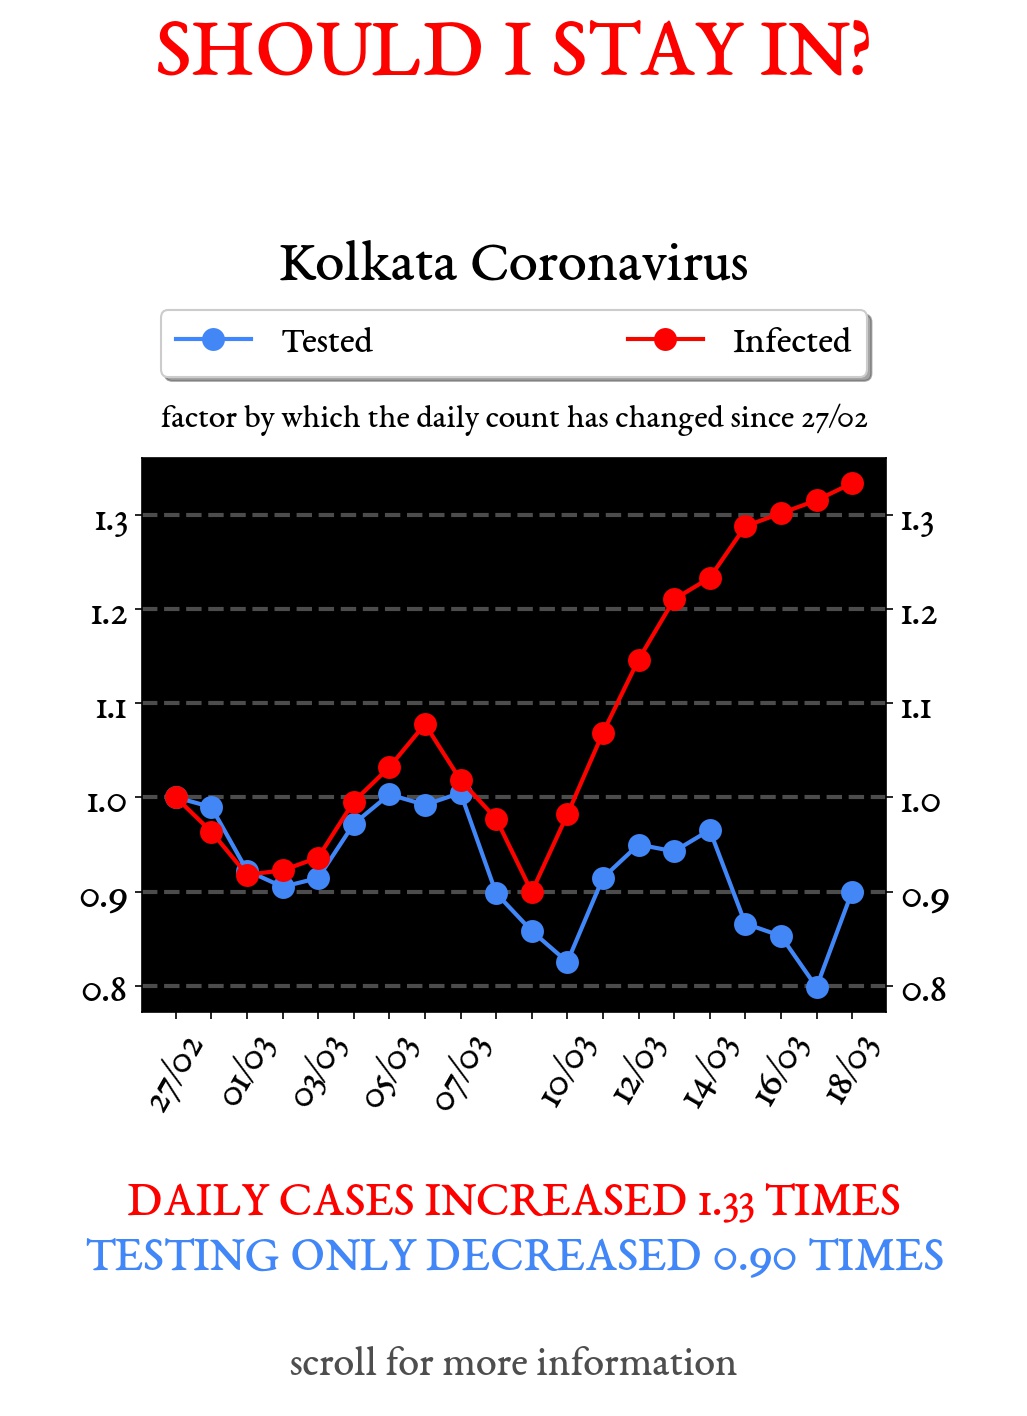 SHOULD I STAY IN?
Kolkata Coronavirus
Tested Infected
factor by which the daily count has changed since 27/02
1.3 1.3
1.2 1.2
1.1 1.1
1.0 1.0
0.9 0.9
0.8 0.8
27/02 01/03 03/03 05/03 07/03 10/03 12/03 14/03 16/03 18/03
DAILY CASES INCREASED 1.33 TIMES
TESTING ONLY DECREASED 0.90 TIMES
scroll for more information